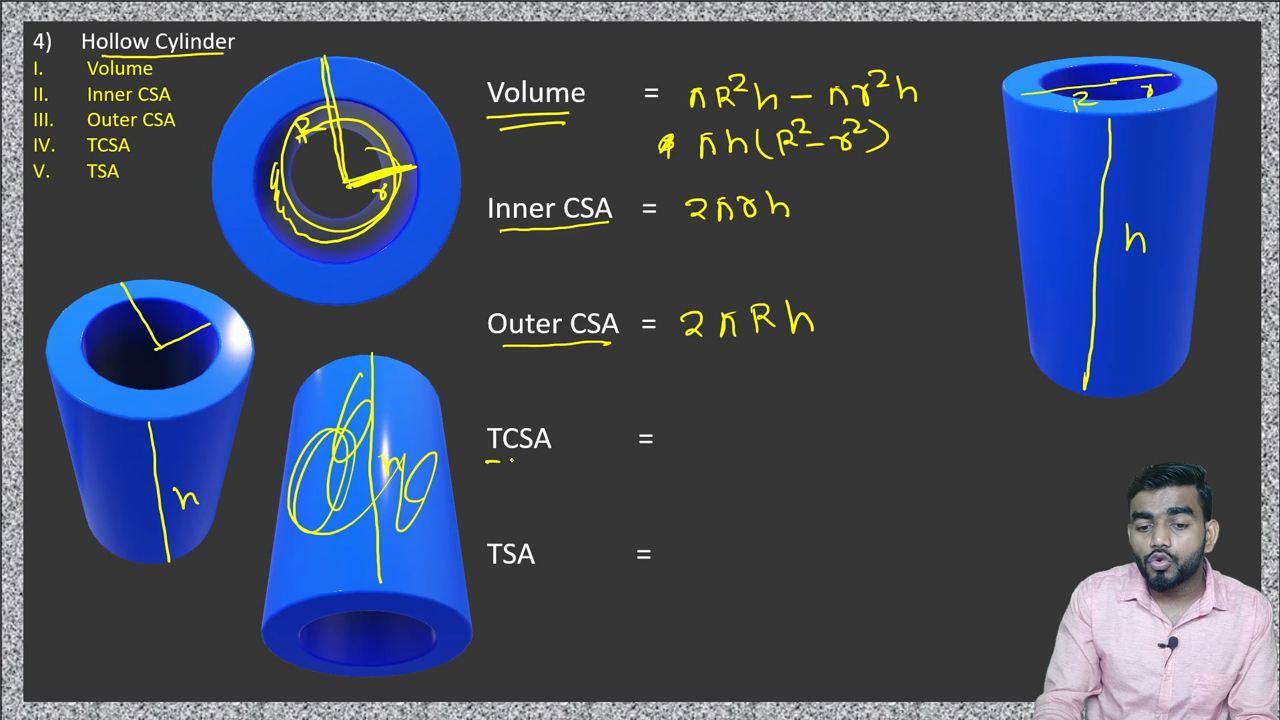 4) Hollow Cylinder
I. Volume
II. Inner CSA
III. Outer CSA
IV. TCSA
V. TSA
R
r
h
h
Volume = πR²h – πr²h
πh(R²–r²)
Inner CSA = 2πrh
Outer CSA = 2πRh
TCSA =
TSA =
R r
h